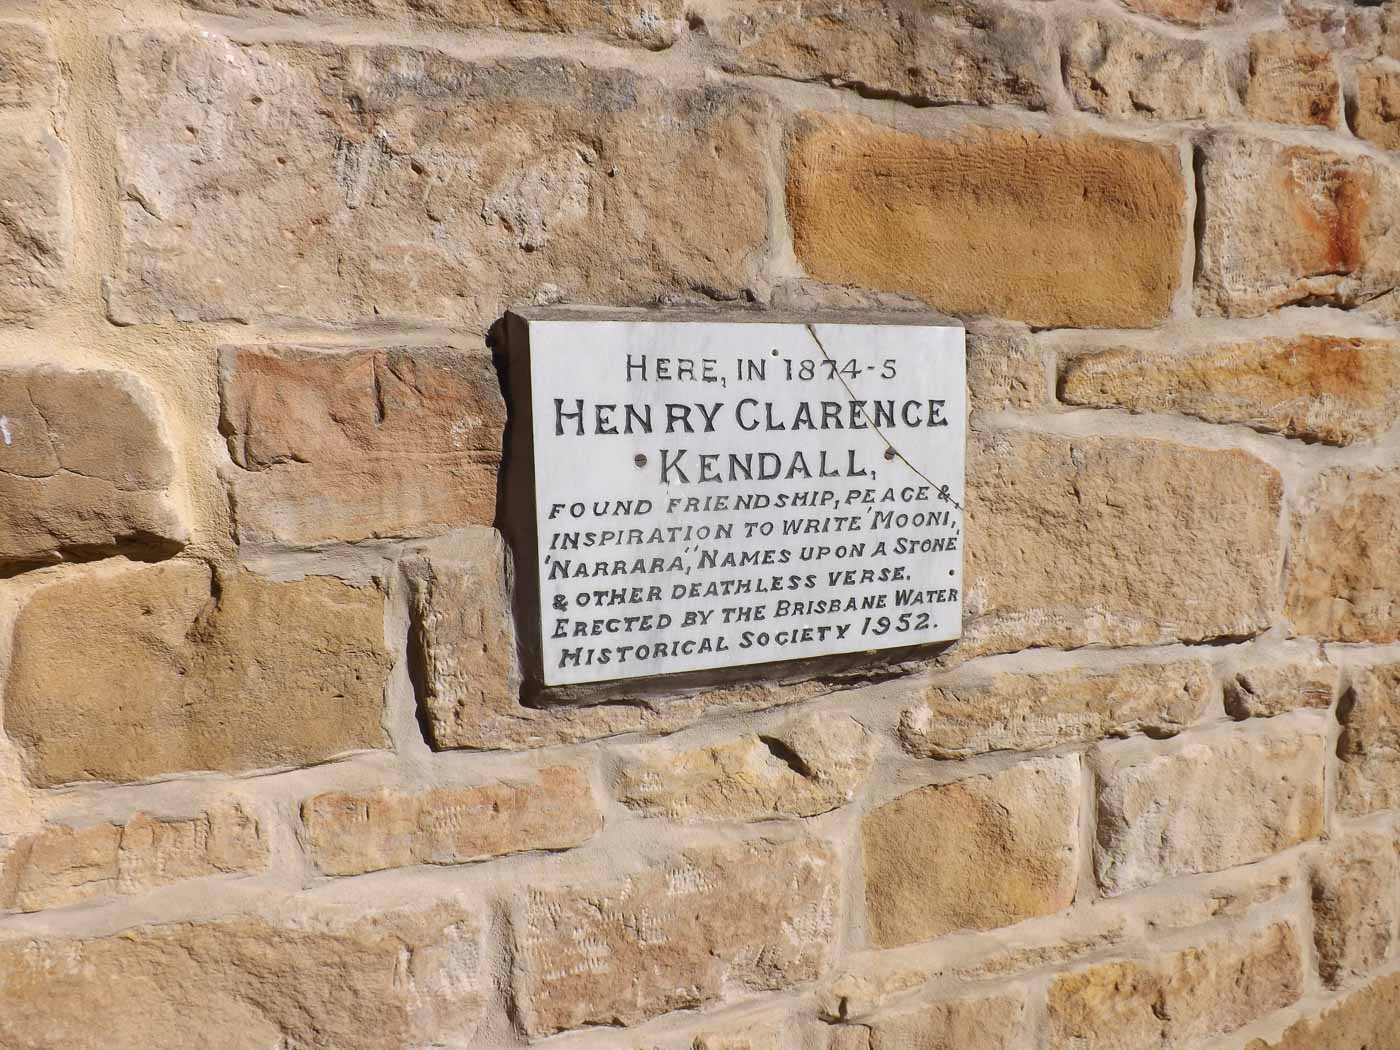 HERE, IN 1874-5
HENRY CLARENCE
KENDALL,
FOUND FRIENDSHIP, PEACE &
INSPIRATION TO WRITE 'MOONI,'
'NARRARA,' 'NAMES UPON A STONE'
& OTHER DEATHLESS VERSE.
ERECTED BY THE BRISBANE WATER
HISTORICAL SOCIETY 1952.